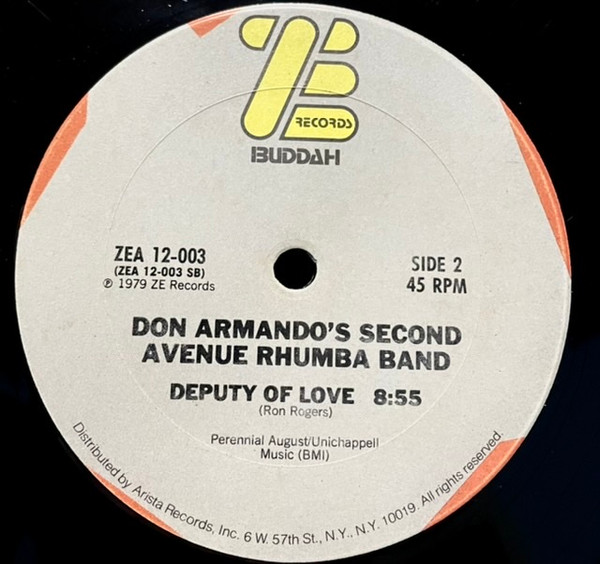 ZE
RECORDS
BUDDAH
ZEA 12-003
(ZEA 12-003 SB)
℗ 1979 ZE Records
SIDE 2
45 RPM
DON ARMANDO'S SECOND
AVENUE RHUMBA BAND
DEPUTY OF LOVE 8:55
(Ron Rogers)
Perennial August/Unichappell
Music (BMI)
Distributed by Arista Records, Inc. 6 W. 57th St., N.Y., N.Y. 10019. All rights reserved.